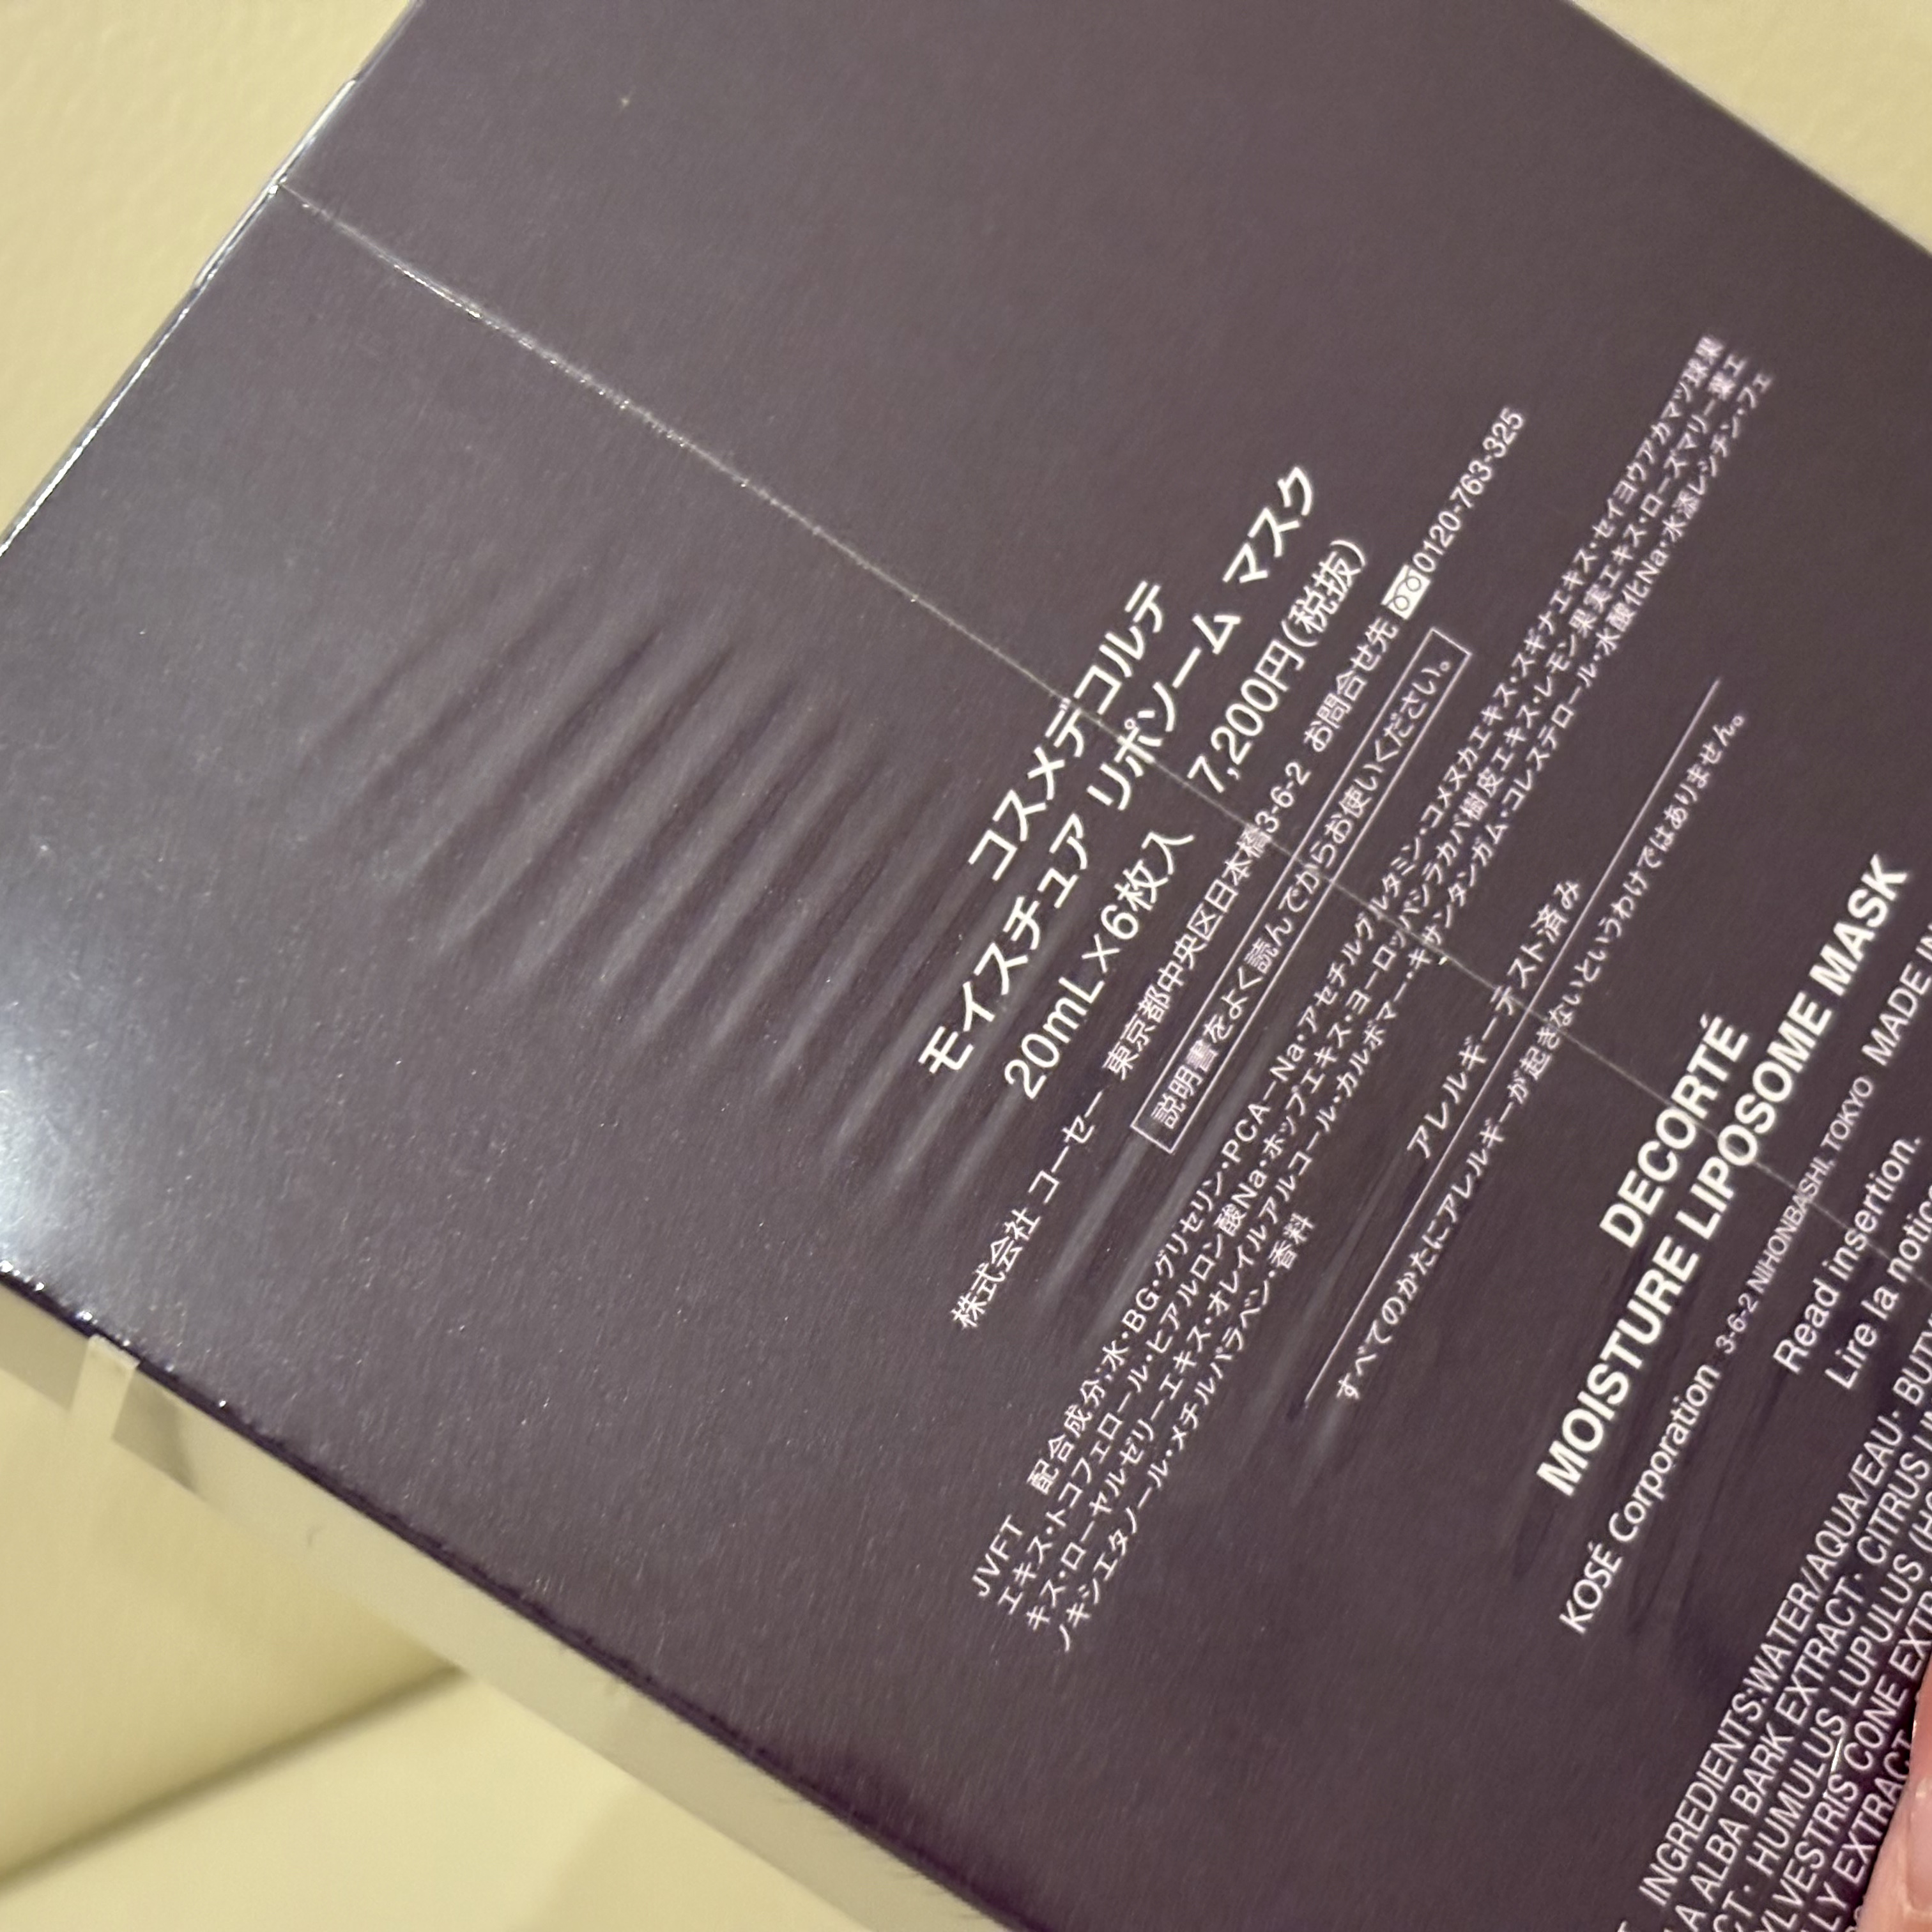 コスメデコルテ
モイスチュア リポソーム マスク
20mL×6枚入 7,200円(税抜)
株式会社 コーセー 東京都中央区日本橋3-6-2 お問合せ先 0120-763-325
説明書をよく読んでからお使いください。
JVFT 配合成分:水・BG・グリセリン・PCA-Na・アセチルグルタミン・コメヌカエキス・スギナエキス・セイヨウアカマツ球果
エキス・トコフェロール・ヒアルロン酸Na・ホップエキス・ヨーロッパシラカバ樹皮エキス・レモン果実エキス・ローズマリー葉エ
キス・ローヤルゼリーエキス・オレイルアルコール・カルボマー・キサンタンガム・コレステロール・水酸化Na・水添レシチン・フェ
ノキシエタノール・メチルパラベン・香料
アレルギーテスト済み
すべてのかたにアレルギーが起きないというわけではありません。
DECORTÉ
MOISTURE LIPOSOME MASK
KOSÉ Corporation 3-6-2 NIHONBASHI, TOKYO MADE IN
Read insertion.
Lire la notic
INGREDIENTS:WATER/AQUA/EAU・BUT
A ALBA BARK EXTRACT・CITRUS LIM
CT・HUMULUS LUPULUS (HO
LVESTRIS CONE EXTR
EXTRACT